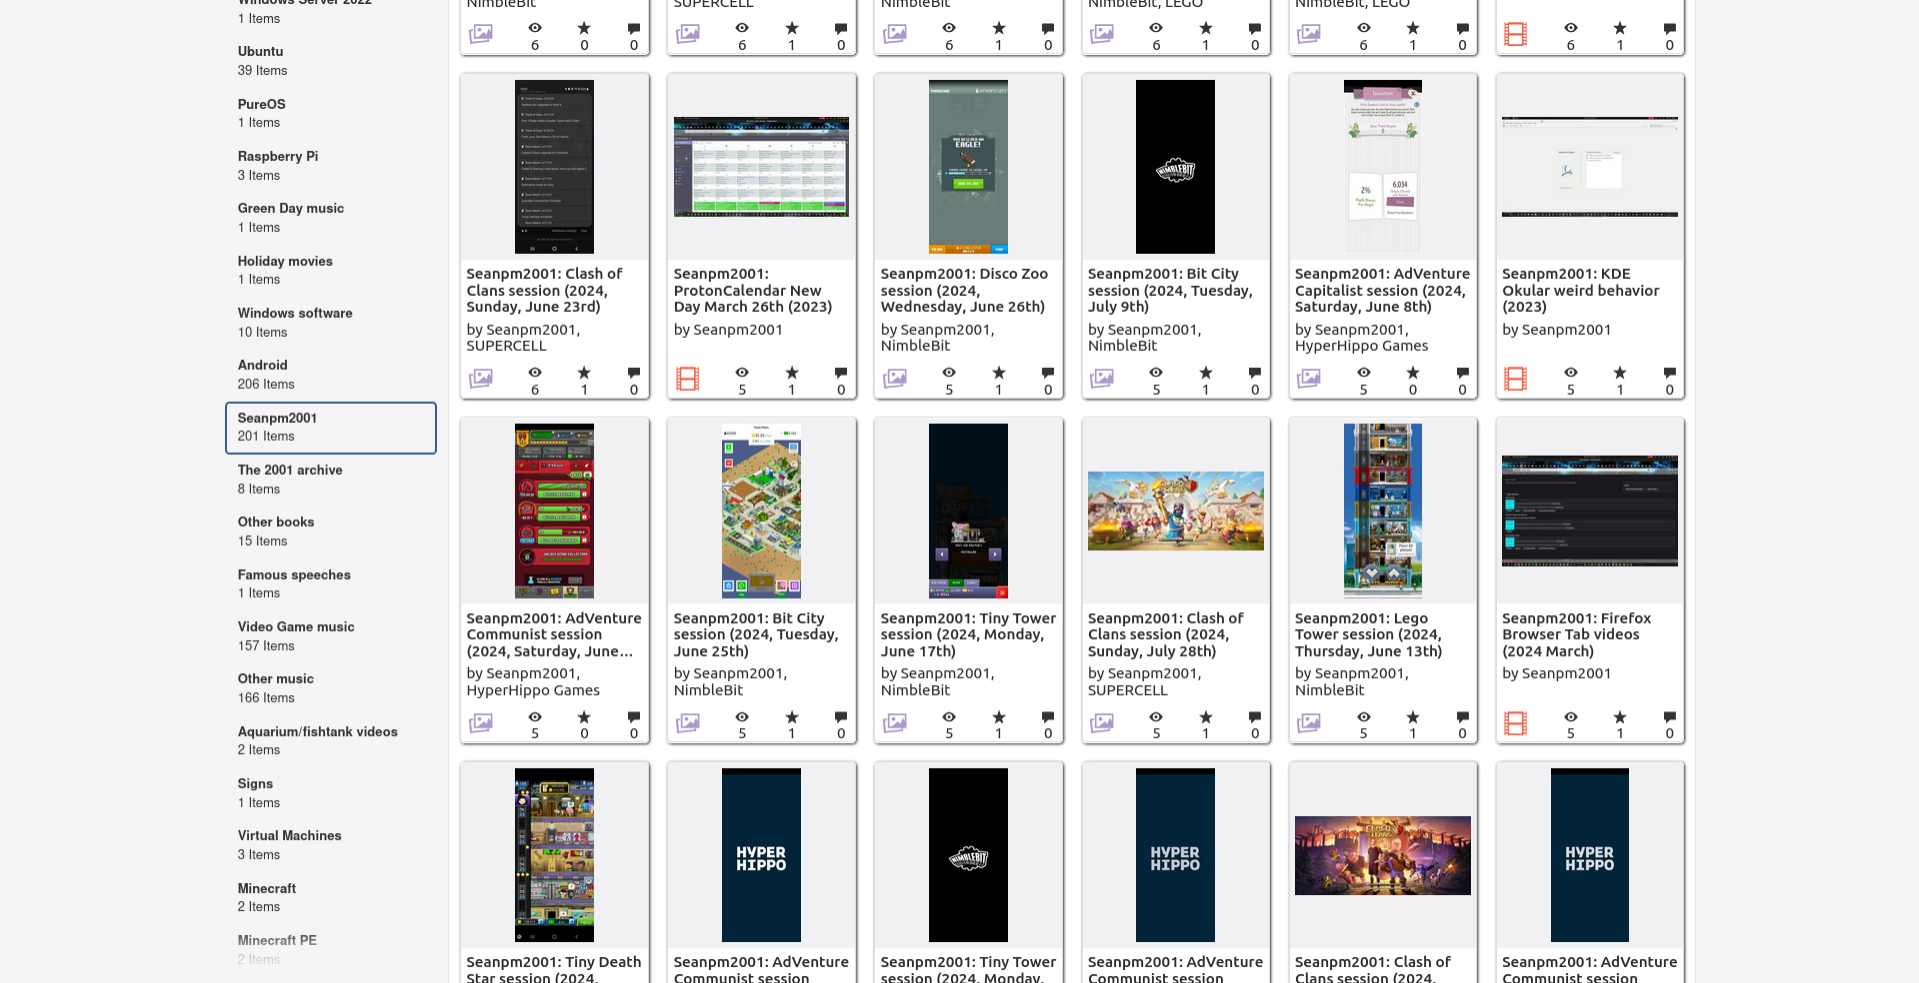 Windows Server 2022
1 Items
Ubuntu
39 Items
PureOS
1 Items
Raspberry Pi
3 Items
Green Day music
1 Items
Holiday movies
1 Items
Windows software
10 Items
Android
206 Items
Seanpm2001
201 Items
The 2001 archive
8 Items
Other books
15 Items
Famous speeches
1 Items
Video Game music
157 Items
Other music
166 Items
Aquarium/fishtank videos
2 Items
Signs
1 Items
Virtual Machines
3 Items
Minecraft
2 Items
Minecraft PE
2 Items
NimbleBit
6 0 0
SUPERCELL
6 1 0
NimbleBit
6 1 0
NimbleBit, LEGO
6 1 0
NimbleBit, LEGO
6 1 0
6 1 0
Seanpm2001: Clash of
Clans session (2024,
Sunday, June 23rd)
by Seanpm2001,
SUPERCELL
6 1 0
Seanpm2001:
ProtonCalendar New
Day March 26th (2023)
by Seanpm2001
5 1 0
EAGLE!
Seanpm2001: Disco Zoo
session (2024,
Wednesday, June 26th)
by Seanpm2001,
NimbleBit
5 1 0
NIMBLEBIT
Seanpm2001: Bit City
session (2024, Tuesday,
July 9th)
by Seanpm2001,
NimbleBit
5 1 0
Investors
2%
6,034
Seanpm2001: AdVenture
Capitalist session (2024,
Saturday, June 8th)
by Seanpm2001,
HyperHippo Games
5 0 0
Seanpm2001: KDE
Okular weird behavior
(2023)
by Seanpm2001
5 1 0
Seanpm2001: AdVenture
Communist session
(2024, Saturday, June...
by Seanpm2001,
HyperHippo Games
5 0 0
Seanpm2001: Bit City
session (2024, Tuesday,
June 25th)
by Seanpm2001,
NimbleBit
5 1 0
Seanpm2001: Tiny Tower
session (2024, Monday,
June 17th)
by Seanpm2001,
NimbleBit
5 1 0
Seanpm2001: Clash of
Clans session (2024,
Sunday, July 28th)
by Seanpm2001,
SUPERCELL
5 1 0
Seanpm2001: Lego
Tower session (2024,
Thursday, June 13th)
by Seanpm2001,
NimbleBit
5 1 0
Seanpm2001: Firefox
Browser Tab videos
(2024 March)
by Seanpm2001
5 1 0
Seanpm2001: Tiny Death
Star session (2024,
HYPER
HIPPO
Seanpm2001: AdVenture
Communist session
NIMBLEBIT
Seanpm2001: Tiny Tower
session (2024, Monday,
HYPER
HIPPO
Seanpm2001: AdVenture
Communist session
Seanpm2001: Clash of
Clans session (2024,
HYPER
HIPPO
Seanpm2001: AdVenture
Communist session